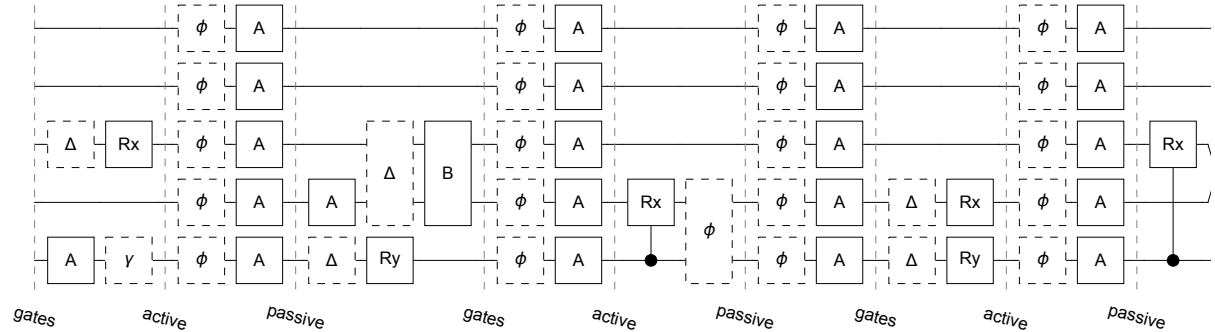 ϕ A ϕ A ϕ A ϕ A
ϕ A ϕ A ϕ A ϕ A
Δ Rx ϕ A Δ B ϕ A ϕ A ϕ A Rx
ϕ A A ϕ A Rx ϕ ϕ A Δ Rx ϕ A
A γ ϕ A Δ Ry ϕ A ϕ A Δ Ry ϕ A
gates active passive gates active passive gates active passive